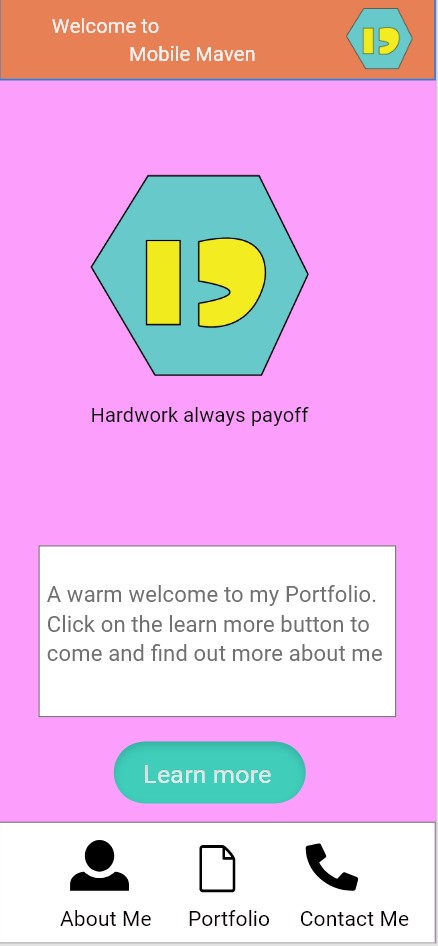 Welcome to
Mobile Maven
Hardwork always payoff
A warm welcome to my Portfolio.
Click on the learn more button to
come and find out more about me
Learn more
About Me
Portfolio
Contact Me